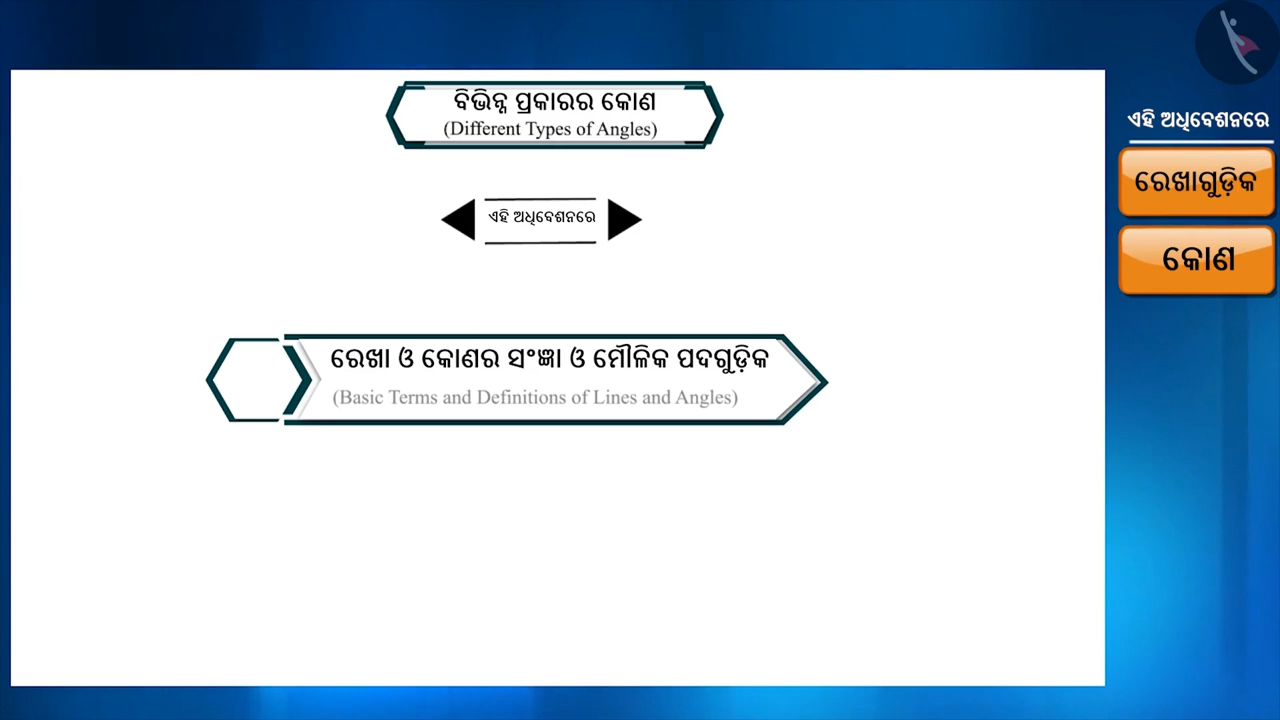 ବିଭିନ୍ନ ପ୍ରକାରର କୋଣ
(Different Types of Angles)
ଏହି ଅଧିବେଶନରେ
ରେଖା ଓ କୋଣର ସଂଜ୍ଞା ଓ ମୌଳିକ ପଦଗୁଡ଼ିକ
(Basic Terms and Definitions of Lines and Angles)
ଏହି ଅଧିବେଶନରେ
ରେଖାଗୁଡ଼ିକ
କୋଣ